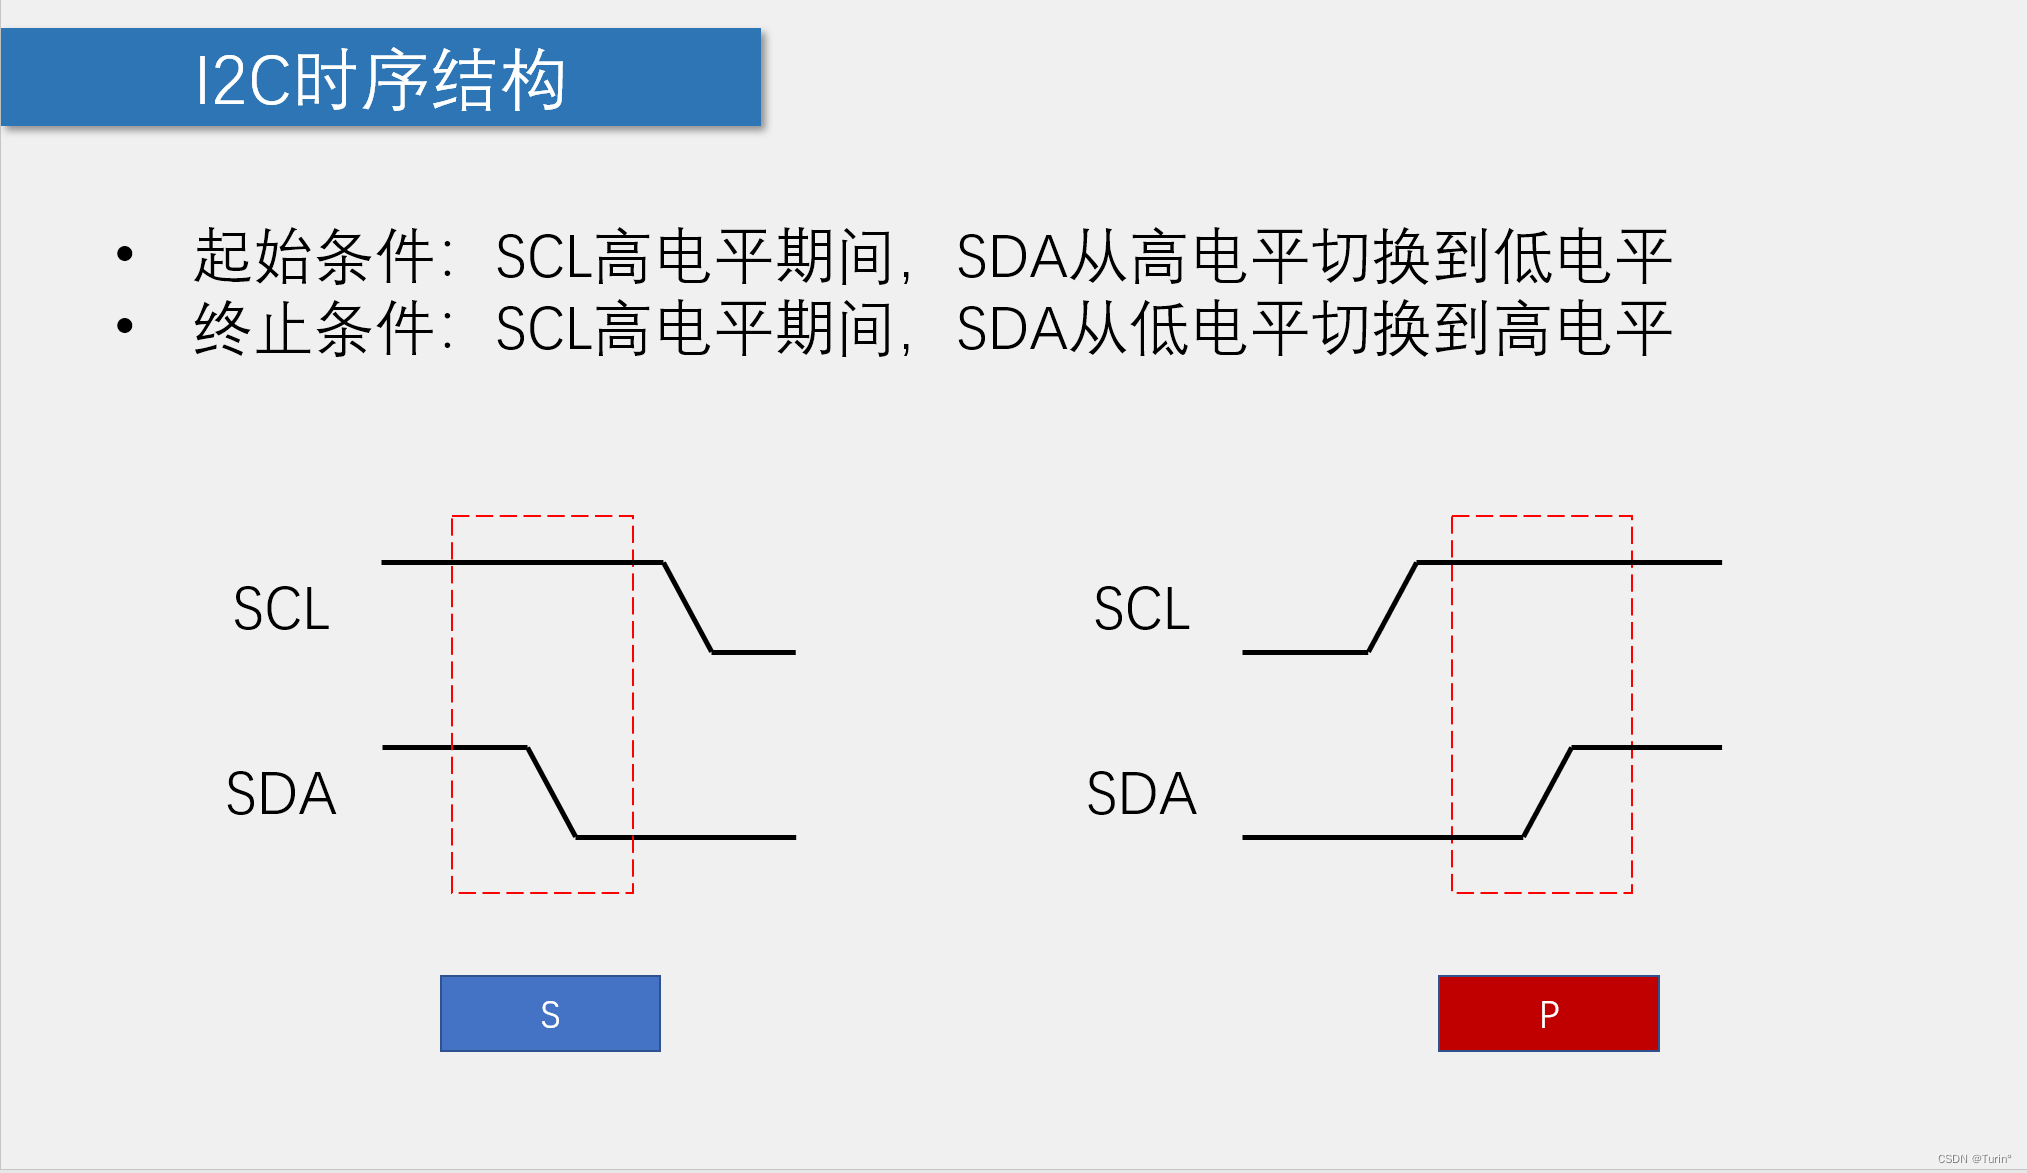 I2C时序结构
• 起始条件：SCL高电平期间，SDA从高电平切换到低电平
• 终止条件：SCL高电平期间，SDA从低电平切换到高电平
SCL
SCL
SDA
SDA
S
P
CSDN @Turin°